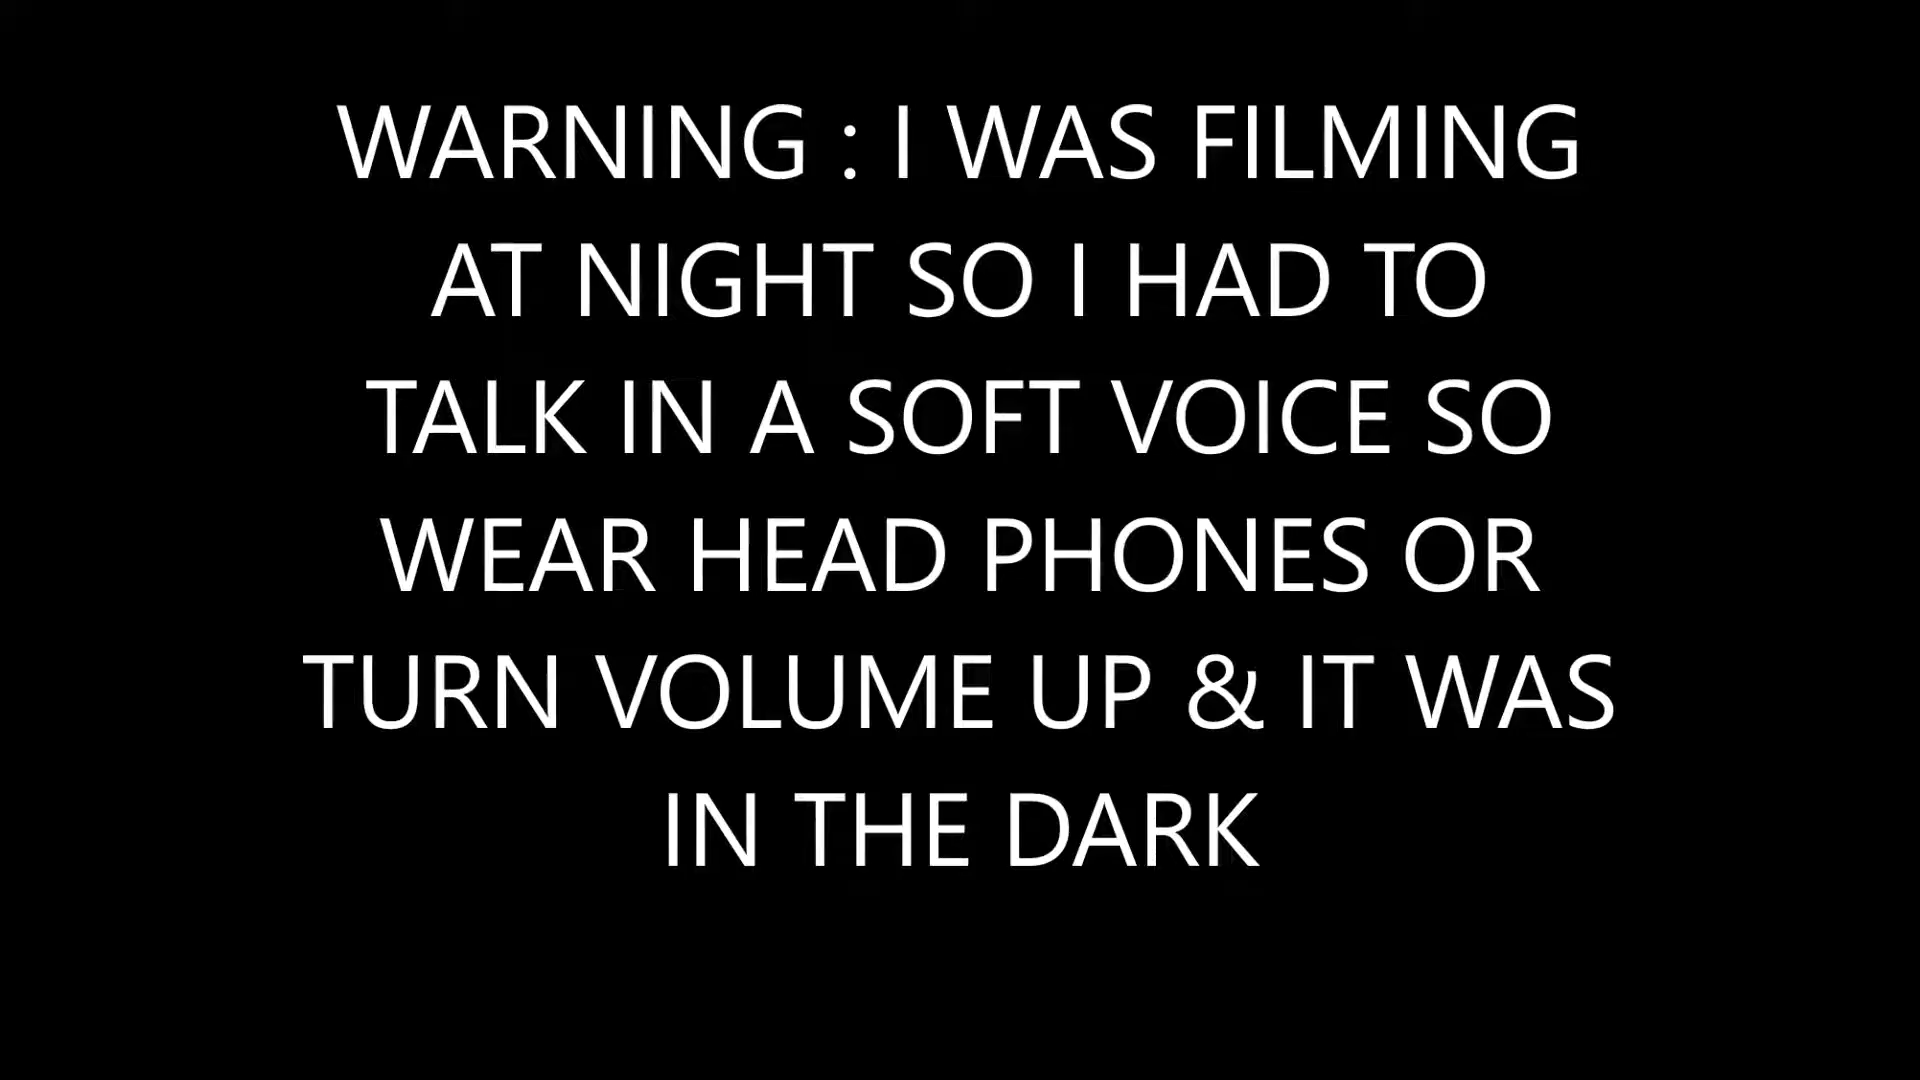 WARNING : I WAS FILMING
AT NIGHT SO I HAD TO
TALK IN A SOFT VOICE SO
WEAR HEAD PHONES OR
TURN VOLUME UP & IT WAS
IN THE DARK